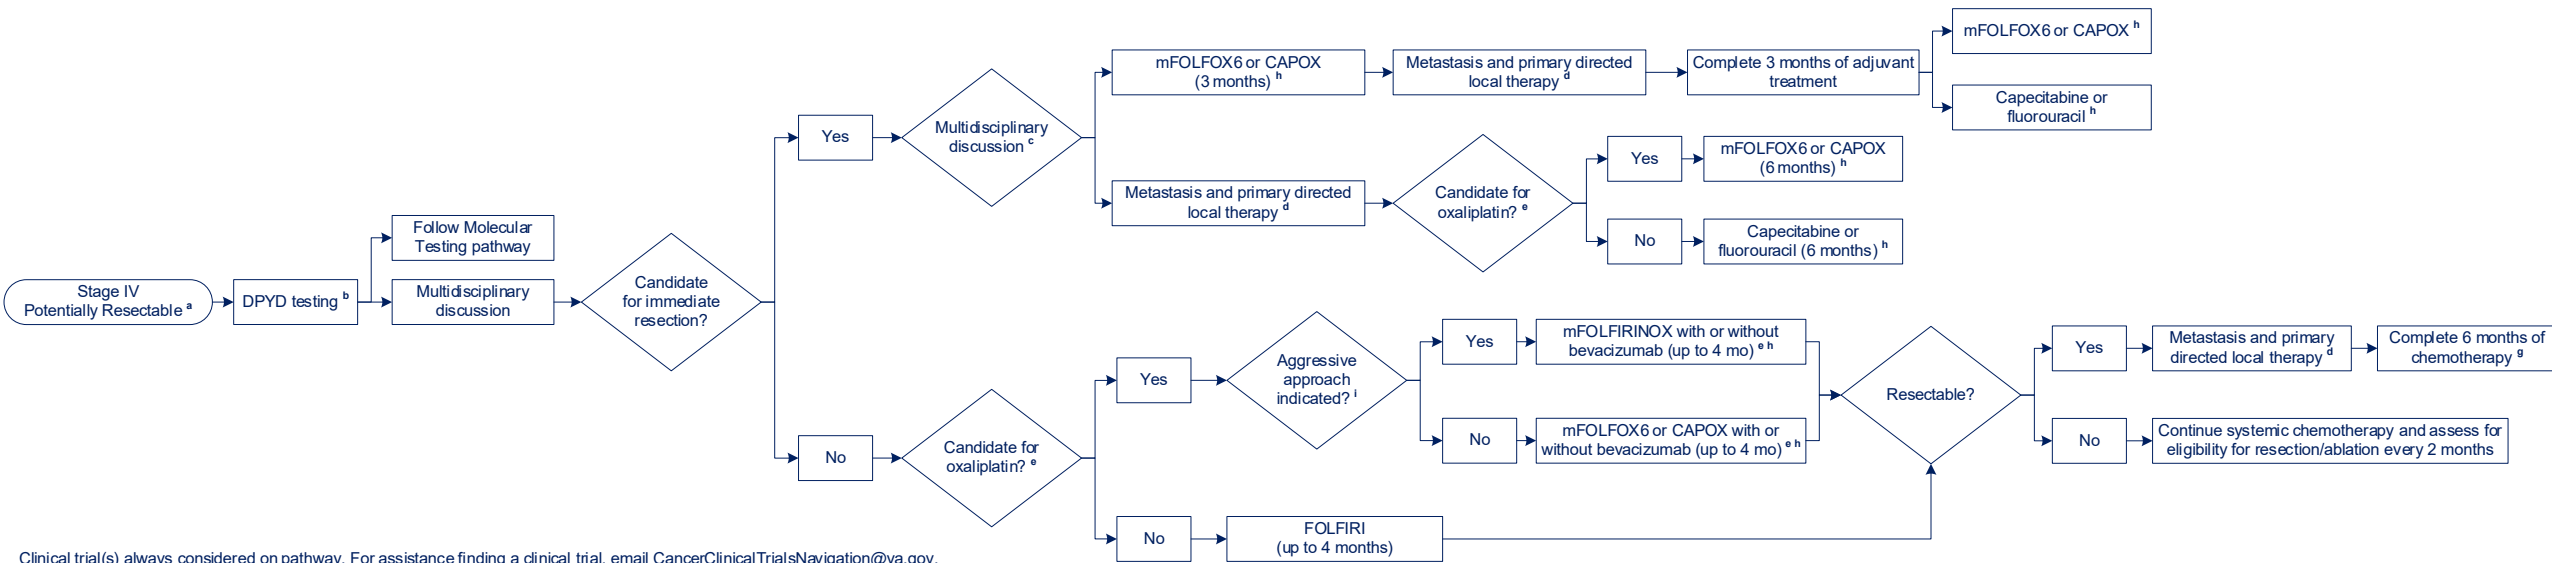 Stage IV
Potentially Resectable a
DPYD testing b
Follow Molecular
Testing pathway
Multidisciplinary
discussion
Candidate
for immediate
resection?
Yes
Multidisciplinary
discussion c
mFOLFOX6 or CAPOX
(3 months) h
Metastasis and primary directed
local therapy d
Complete 3 months of adjuvant
treatment
mFOLFOX6 or CAPOX h
Capecitabine or
fluorouracil h
Metastasis and primary directed
local therapy d
Candidate for
oxaliplatin? e
Yes
mFOLFOX6 or CAPOX
(6 months) h
No
Capecitabine or
fluorouracil (6 months) h
No
Candidate for
oxaliplatin? e
Yes
Aggressive
approach
indicated? i
Yes
mFOLFIRINOX with or without
bevacizumab (up to 4 mo) e h
No
mFOLFOX6 or CAPOX with or
without bevacizumab (up to 4 mo) e h
No
FOLFIRI
(up to 4 months)
Resectable?
Yes
Metastasis and primary
directed local therapy d
Complete 6 months of
chemotherapy g
No
Continue systemic chemotherapy and assess for
eligibility for resection/ablation every 2 months
Clinical trial(s) always considered on pathway. For assistance finding a clinical trial, email CancerClinicalTrialsNavigation@va.gov.